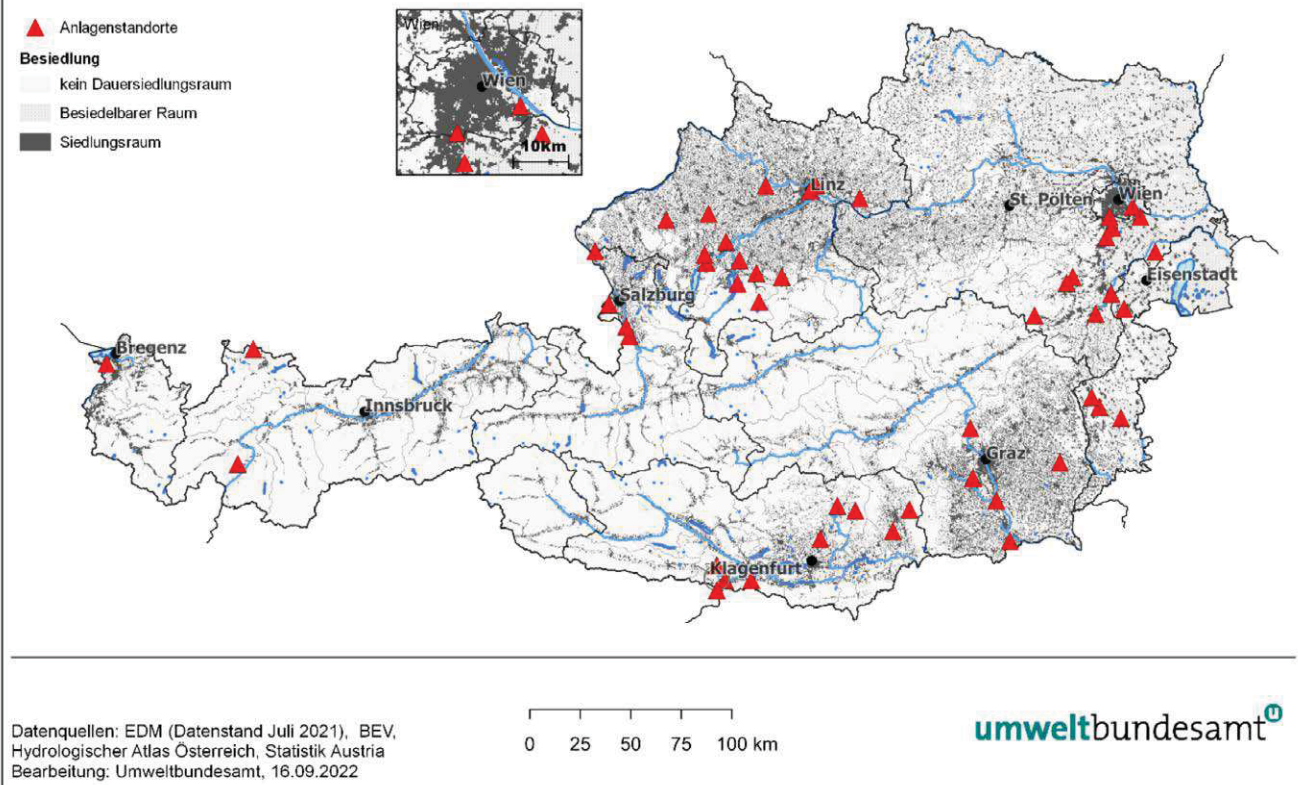 Anlagenstandorte
Besiedlung
kein Dauersiedlungsraum
Besiedelbarer Raum
Siedlungsraum
Wien
Wien
10km
Linz
St. Pölten
Wien
Eisenstadt
Salzburg
Bregenz
Innsbruck
Graz
Klagenfurt
Datenquellen: EDM (Datenstand Juli 2021), BEV,
Hydrologischer Atlas Österreich, Statistik Austria
Bearbeitung: Umweltbundesamt, 16.09.2022
0 25 50 75 100 km
umweltbundesamt